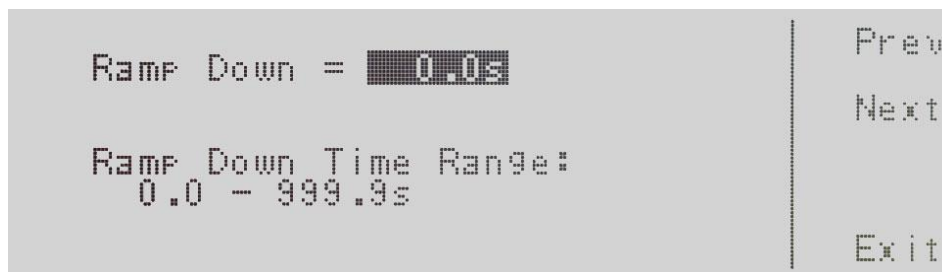 Ramp Down = 0.0s
Ramp Down Time Range:
0.0 - 999.9s
Prev
Next
Exit